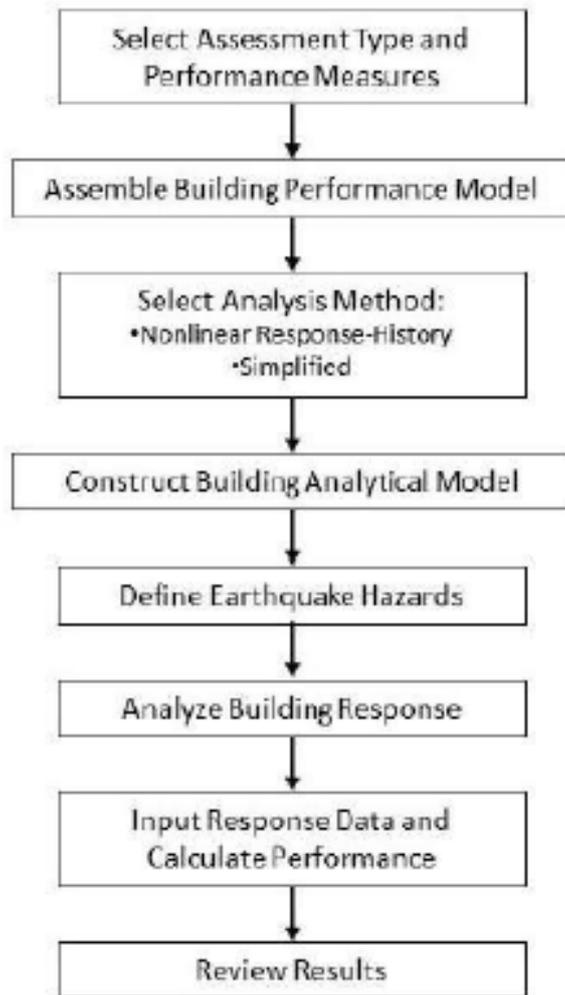 Select Assessment Type and
Performance Measures
Assemble Building Performance Model
Select Analysis Method:
•Nonlinear Response-History
•Simplified
Construct Building Analytical Model
Define Earthquake Hazards
Analyze Building Response
Input Response Data and
Calculate Performance
Review Results